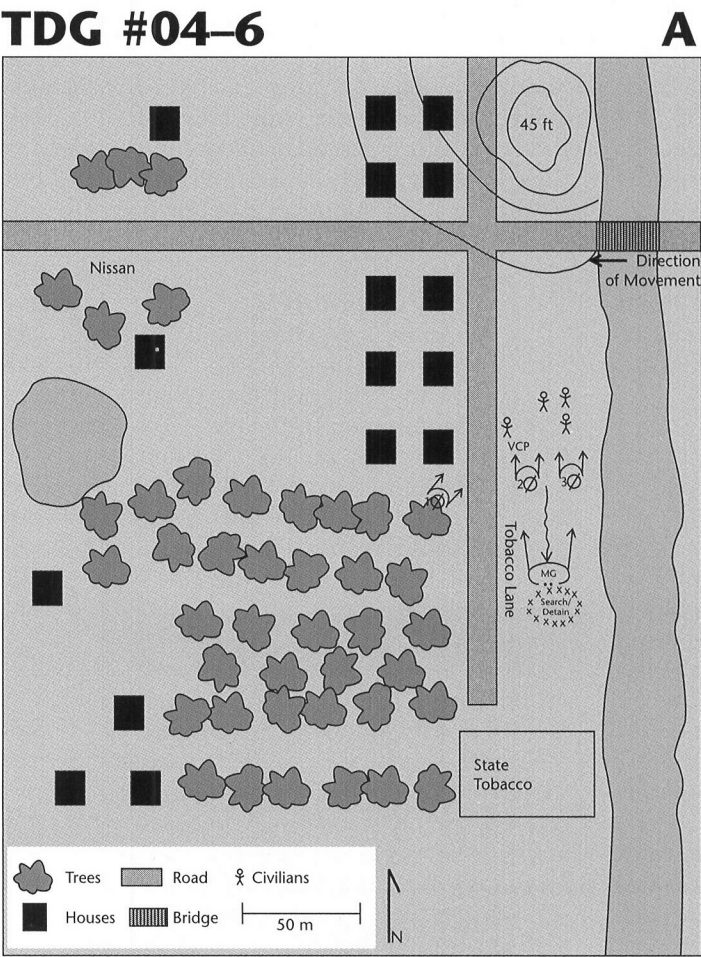 TDG #04–6
A
45 ft
Direction
of Movement
Nissan
VCP
2
3
1
Tobacco Lane
MG
Search/
Detain
State
Tobacco
Trees
Road
Civilians
Houses
Bridge
50 m
N